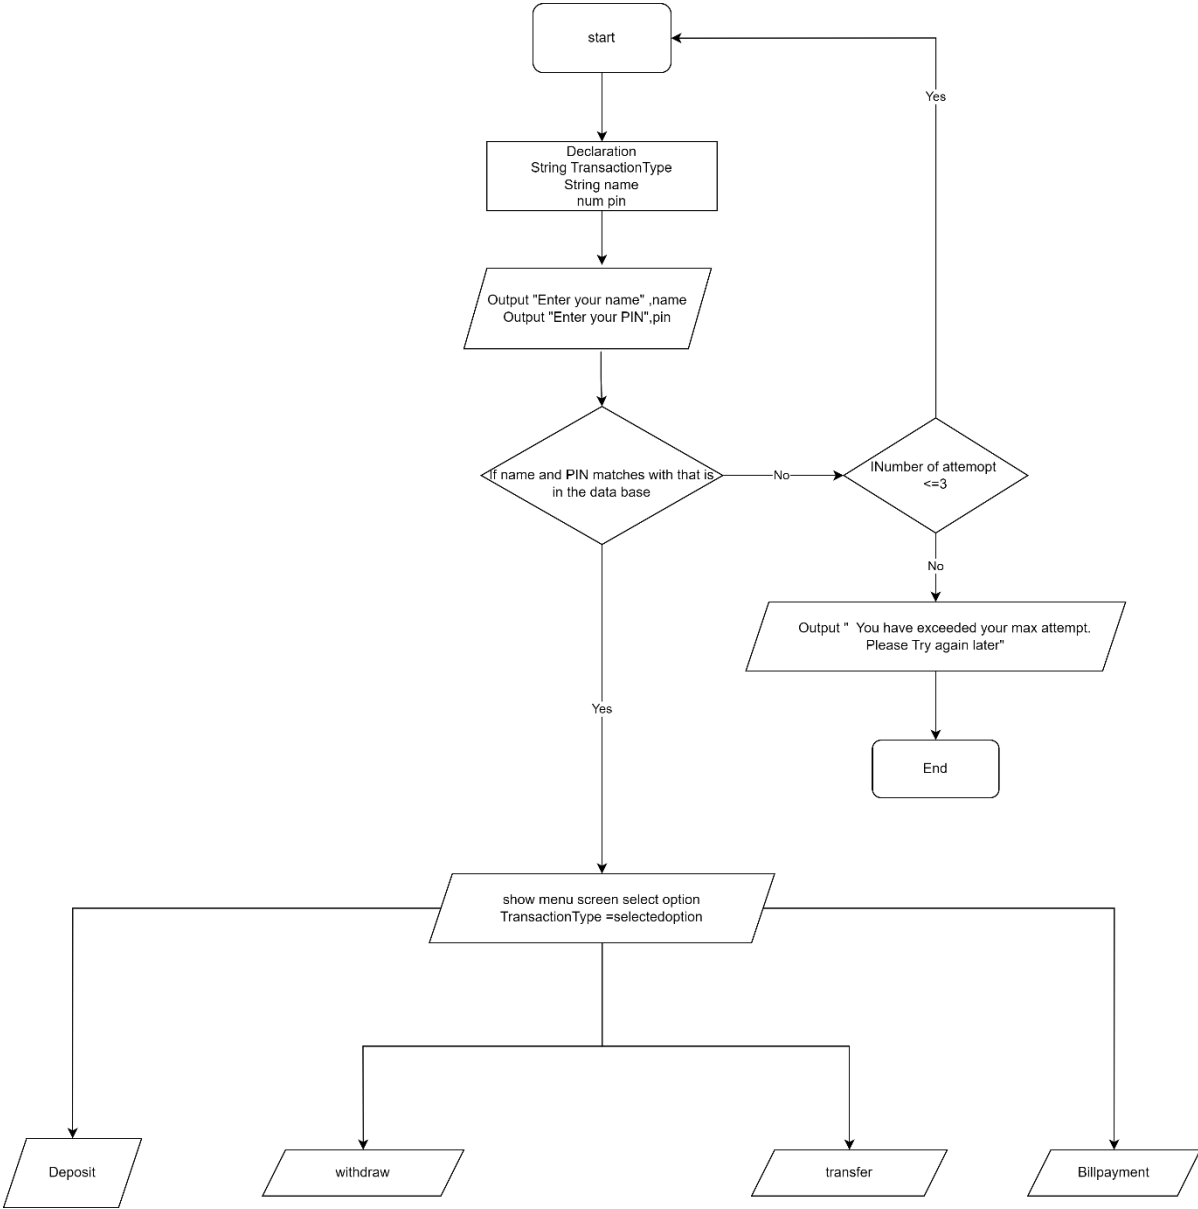 start
Yes
Declaration
String TransactionType
String name
num pin
Output "Enter your name" ,name
Output "Enter your PIN",pin
If name and PIN matches with that is
in the data base
No
INumber of attemopt
<=3
No
Output "  You have exceeded your max attempt.
Please Try again later"
Yes
End
show menu screen select option
TransactionType =selectedoption
Deposit
withdraw
transfer
Billpayment